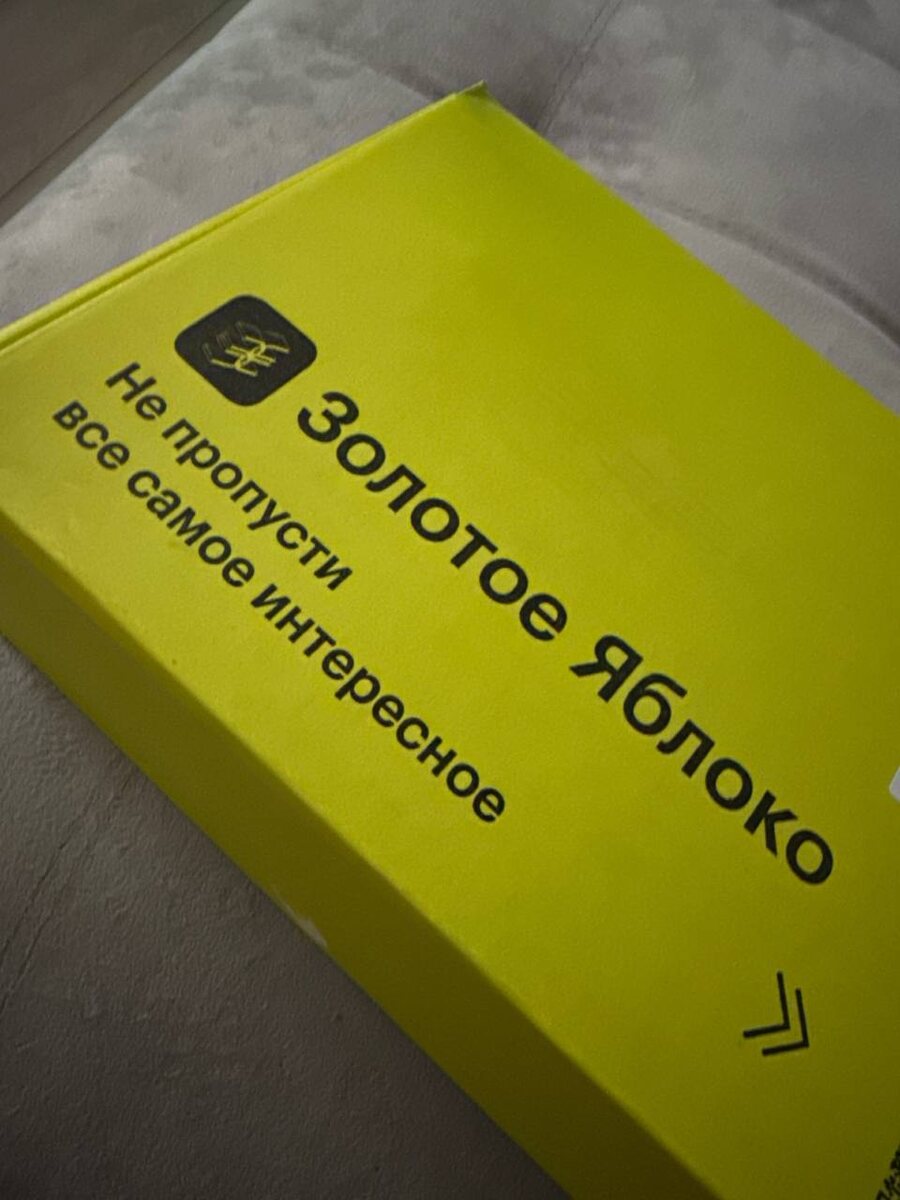 Золотое Яблоко
Не пропусти
все самое интересное